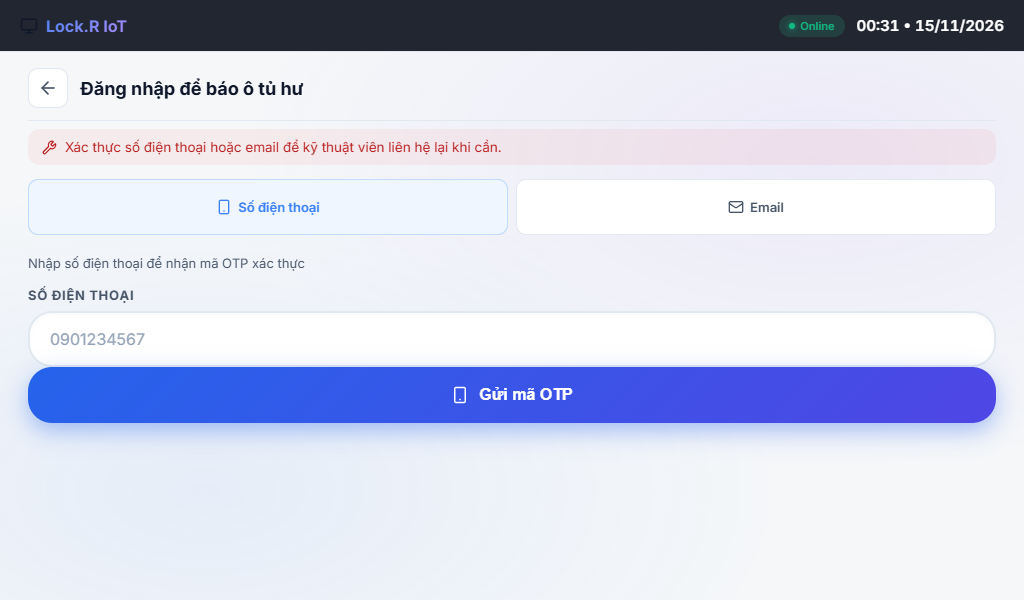 Lock.R IoT
Online
00:31 • 15/11/2026
Đăng nhập để báo ô tủ hư
Xác thực số điện thoại hoặc email để kỹ thuật viên liên hệ lại khi cần.
Số điện thoại
Email
Nhập số điện thoại để nhận mã OTP xác thực
SỐ ĐIỆN THOẠI
0901234567
Gửi mã OTP